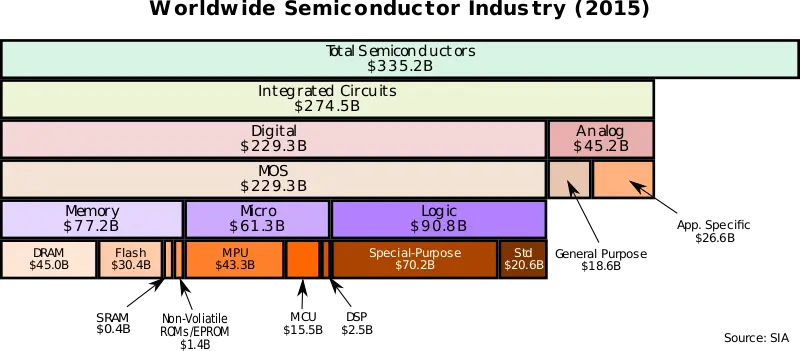 Worldwide Semiconductor Industry (2015)
Total Semiconductors
$335.2B
Integrated Circuits
$274.5B
Digital
$229.3B
Analog
$45.2B
MOS
$229.3B
Memory
$77.2B
Micro
$61.3B
Logic
$90.8B
App. Specific
$26.6B
General Purpose
$18.6B
DRAM
$45.0B
Flash
$30.4B
MPU
$43.3B
Special-Purpose
$70.2B
Std
$20.6B
SRAM
$0.4B
Non-Voliatile
ROMs/EPROM
$1.4B
MCU
$15.5B
DSP
$2.5B
Source: SIA